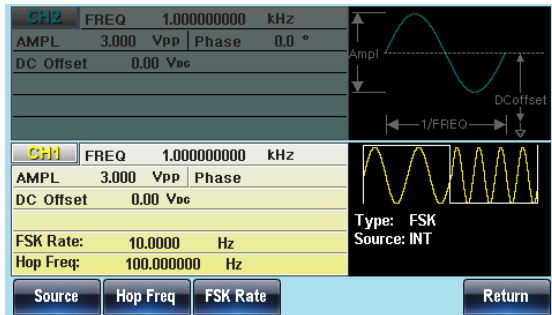 CH2 FREQ 1.000000000 kHz
AMPL 3.000 VPP Phase 0.0 °
DC Offset 0.00 VDC
Ampl
DCoffset
1/FREQ
CH1 FREQ 1.000000000 kHz
AMPL 3.000 VPP Phase
DC Offset 0.00 VDC
Type: FSK
Source: INT
FSK Rate: 10.0000 Hz
Hop Freq: 100.000000 Hz
Source Hop Freq FSK Rate Return